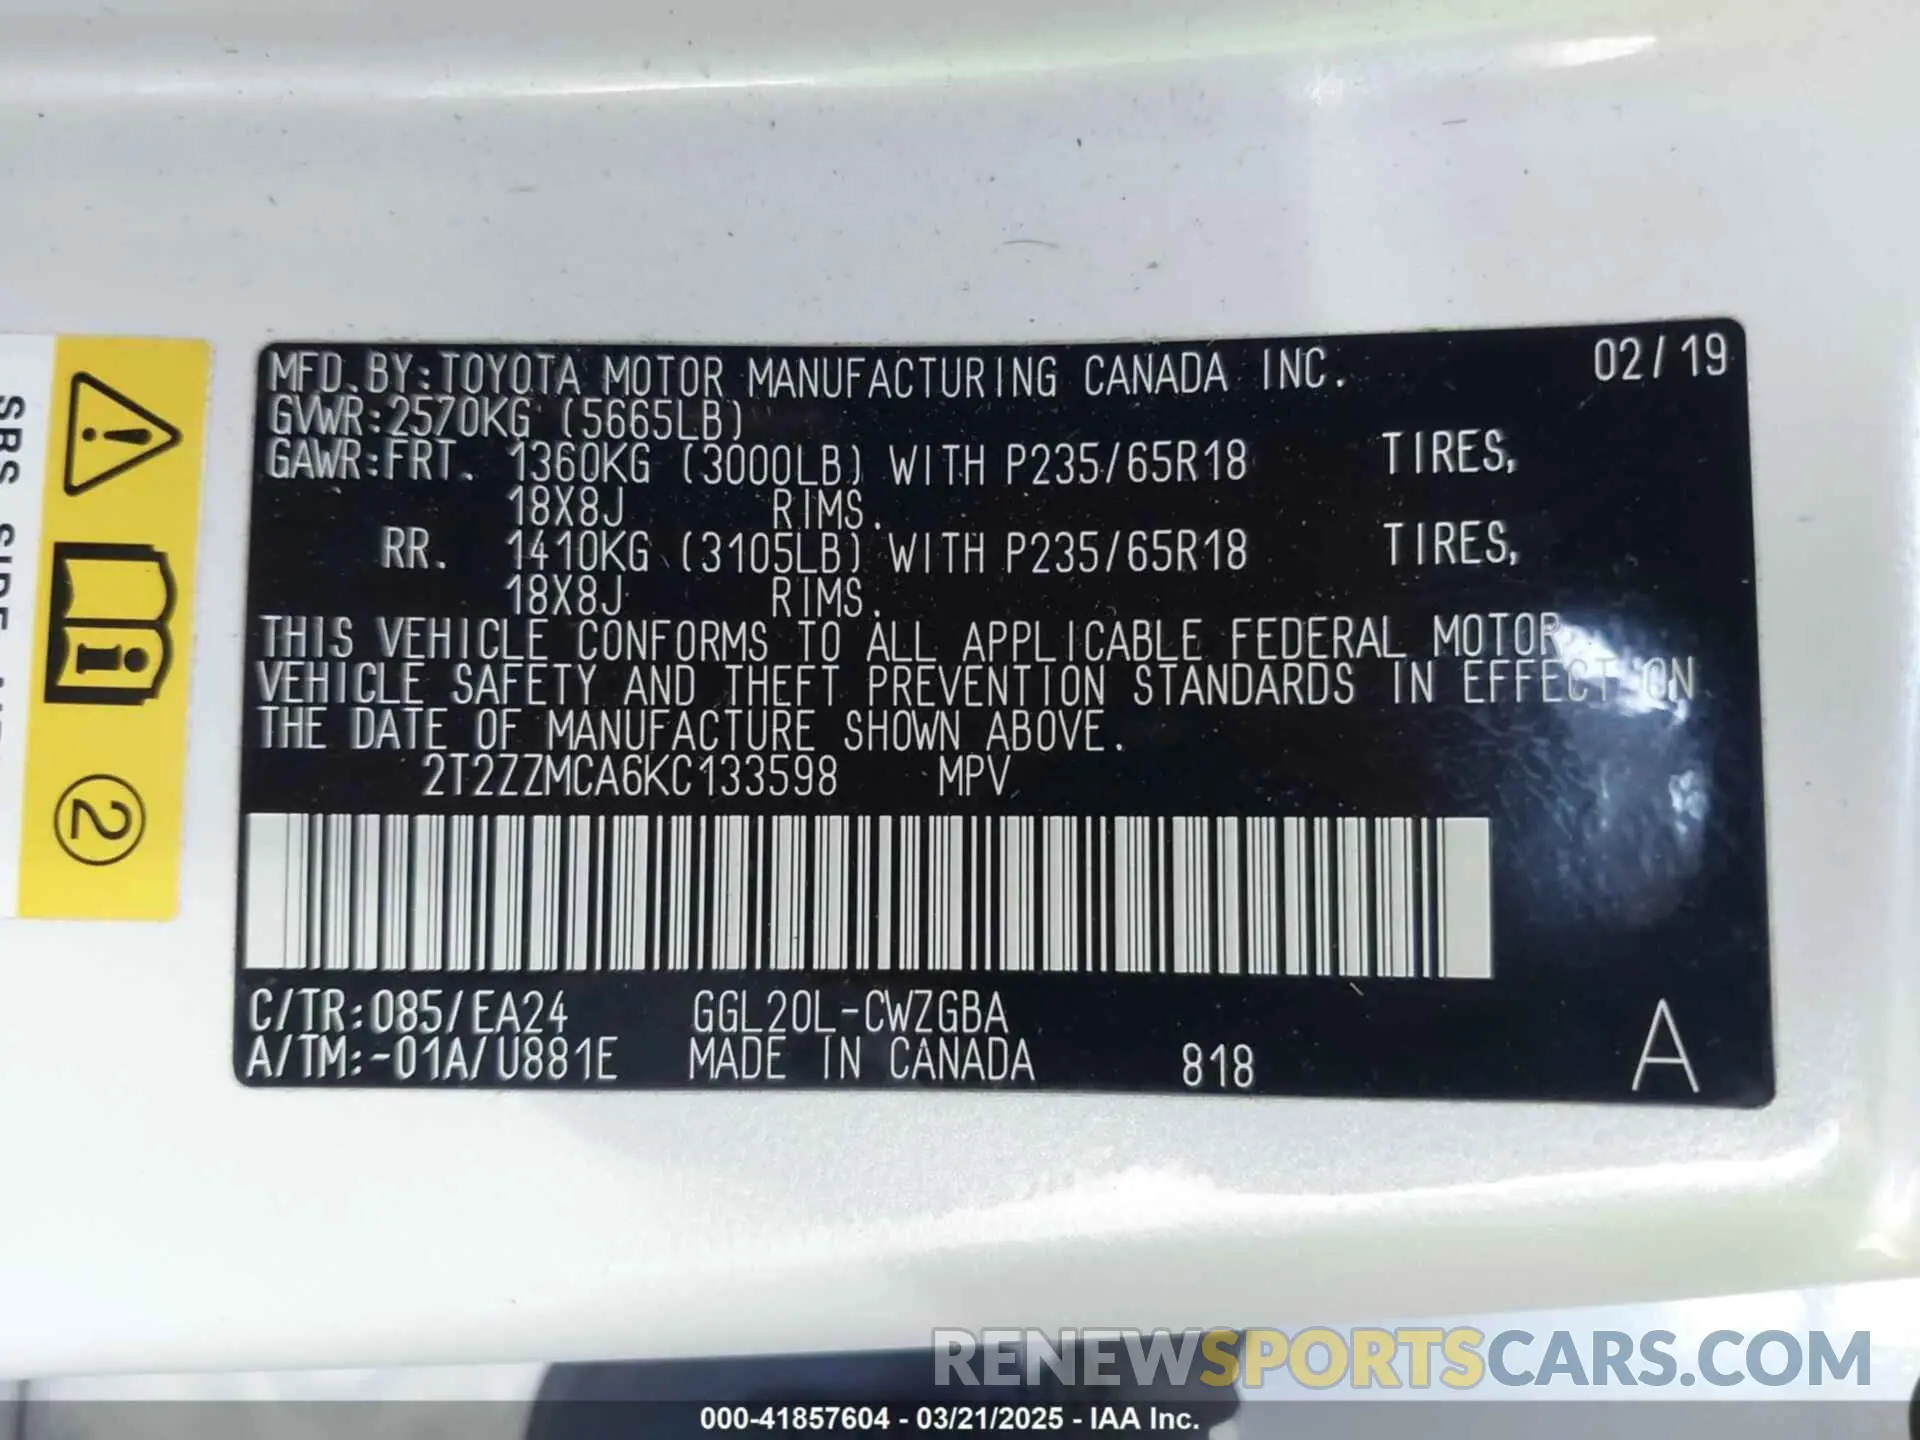 MFD.BY:TOYOTA MOTOR MANUFACTURING CANADA INC. 02/19
GVWR:2570KG (5665LB)
GAWR:FRT. 1360KG (3000LB) WITH P235/65R18 TIRES,
18X8J RIMS.
RR. 1410KG (3105LB) WITH P235/65R18 TIRES,
18X8J RIMS.
THIS VEHICLE CONFORMS TO ALL APPLICABLE FEDERAL MOTOR
VEHICLE SAFETY AND THEFT PREVENTION STANDARDS IN EFFECT ON
THE DATE OF MANUFACTURE SHOWN ABOVE.
2T2ZZMCA6KC133598 MPV
C/TR:085/EA24 GGL20L-CWZGBA
A/TM:-01A/U881E MADE IN CANADA 818 A
SRS SIDE
2
RENEWSPORTSCARS.COM
000-41857604 - 03/21/2025 - IAA Inc.